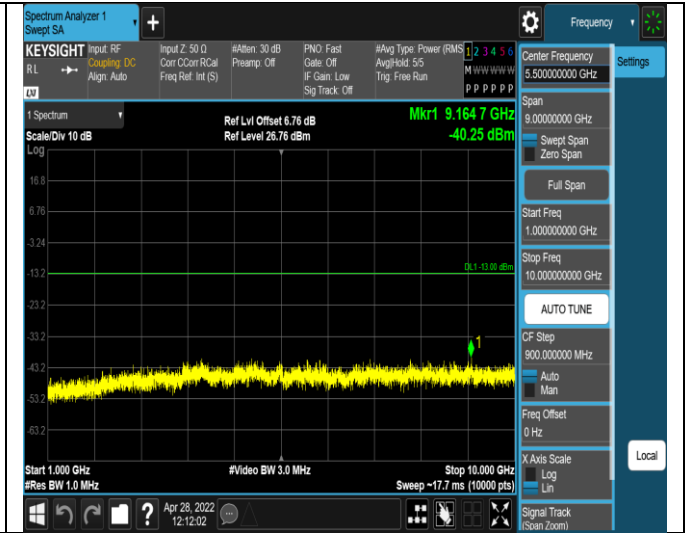 Spectrum Analyzer 1
Swept SA
+
Frequency
KEYSIGHT
RL
LXI
Input: RF
Coupling: DC
Align: Auto
Input Z: 50 Ω
Corr CCorr RCal
Freq Ref: Int (S)
#Atten: 30 dB
Preamp: Off
PNO: Fast
Gate: Off
IF Gain: Low
Sig Track: Off
#Avg Type: Power (RMS
Avg|Hold: 5/5
Trig: Free Run
1 2 3 4 5 6
M W W W W W
P P P P P P
1 Spectrum
Scale/Div 10 dB
Log
Ref Lvl Offset 6.76 dB
Ref Level 26.76 dBm
Mkr1 9.164 7 GHz
-40.25 dBm
16.8
6.76
-3.24
-13.2
-23.2
-33.2
-43.2
-53.2
-63.2
DL1 -13.00 dBm
1
Start 1.000 GHz
#Res BW 1.0 MHz
#Video BW 3.0 MHz
Stop 10.000 GHz
Sweep ~17.7 ms (10000 pts)
?
Apr 28, 2022
12:12:02
Center Frequency
5.500000000 GHz
Span
9.00000000 GHz
Swept Span
Zero Span
Full Span
Start Freq
1.000000000 GHz
Stop Freq
10.000000000 GHz
AUTO TUNE
CF Step
900.000000 MHz
Auto
Man
Freq Offset
0 Hz
X Axis Scale
Log
Lin
Signal Track
(Span Zoom)
Settings
Local